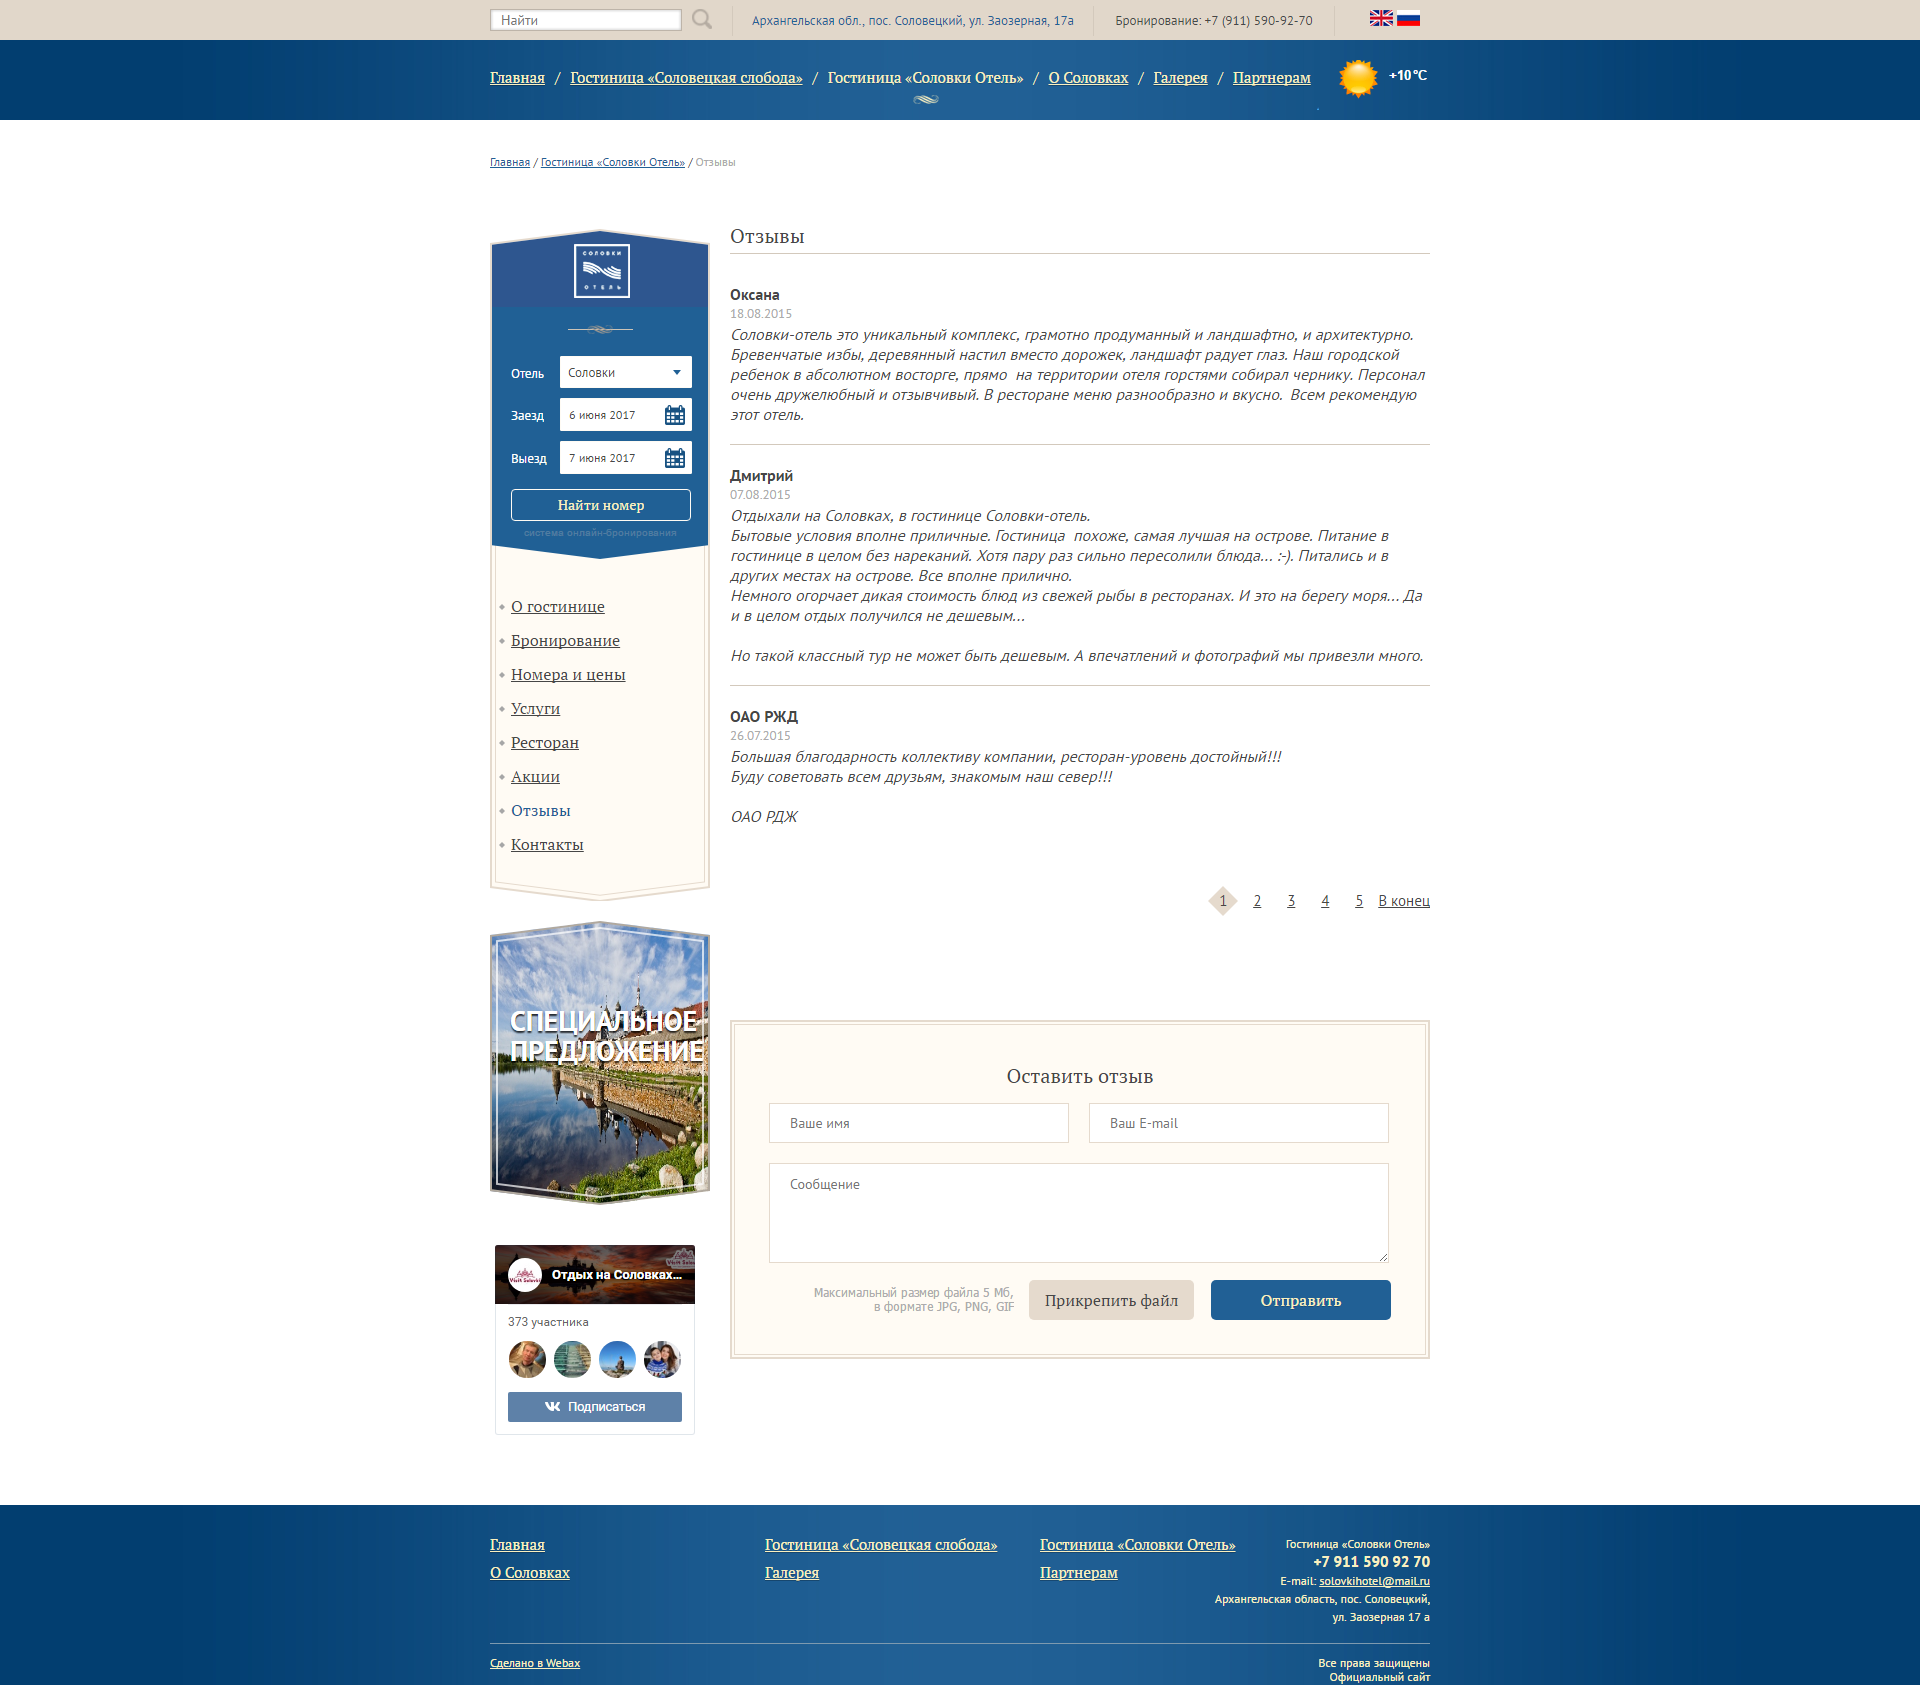 Найти
Архангельская обл., пос. Соловецкий, ул. Заозерная, 17а
Бронирование: +7 (911) 590-92-70
Главная / Гостиница «Соловецкая слобода» / Гостиница «Соловки Отель» / О Соловках / Галерея / Партнерам
+10 °C
Главная / Гостиница «Соловки Отель» / Отзывы
СОЛОВКИ
ОТЕЛЬ
Отель
Соловки
Заезд
6 июня 2017
Выезд
7 июня 2017
Найти номер
система онлайн-бронирования
О гостинице
Бронирование
Номера и цены
Услуги
Ресторан
Акции
Отзывы
Контакты
СПЕЦИАЛЬНОЕ
ПРЕДЛОЖЕНИЕ
Visit Solovki
Отдых на Соловках...
373 участника
Подписаться
Отзывы
Оксана
18.08.2015
Соловки-отель это уникальный комплекс, грамотно продуманный и ландшафтно, и архитектурно.
Бревенчатые избы, деревянный настил вместо дорожек, ландшафт радует глаз. Наш городской
ребенок в абсолютном восторге, прямо  на территории отеля горстями собирал чернику. Персонал
очень дружелюбный и отзывчивый. В ресторане меню разнообразно и вкусно.  Всем рекомендую
этот отель.
Дмитрий
07.08.2015
Отдыхали на Соловках, в гостинице Соловки-отель.
Бытовые условия вполне приличные. Гостиница  похоже, самая лучшая на острове. Питание в
гостинице в целом без нареканий. Хотя пару раз сильно пересолили блюда... :-). Питались и в
других местах на острове. Все вполне прилично.
Немного огорчает дикая стоимость блюд из свежей рыбы в ресторанах. И это на берегу моря... Да
и в целом отдых получился не дешевым...
Но такой классный тур не может быть дешевым. А впечатлений и фотографий мы привезли много.
ОАО РЖД
26.07.2015
Большая благодарность коллективу компании, ресторан-уровень достойный!!!
Буду советовать всем друзьям, знакомым наш север!!!
ОАО РДЖ
1 2 3 4 5 В конец
Оставить отзыв
Ваше имя
Ваш E-mail
Сообщение
Максимальный размер файла 5 Мб,
в формате JPG, PNG, GIF
Прикрепить файл
Отправить
Главная
О Соловках
Гостиница «Соловецкая слобода»
Галерея
Гостиница «Соловки Отель»
Партнерам
Гостиница «Соловки Отель»
+7 911 590 92 70
E-mail: solovkihotel@mail.ru
Архангельская область, пос. Соловецкий,
ул. Заозерная 17 а
Сделано в Webax
Все права защищены
Официальный сайт